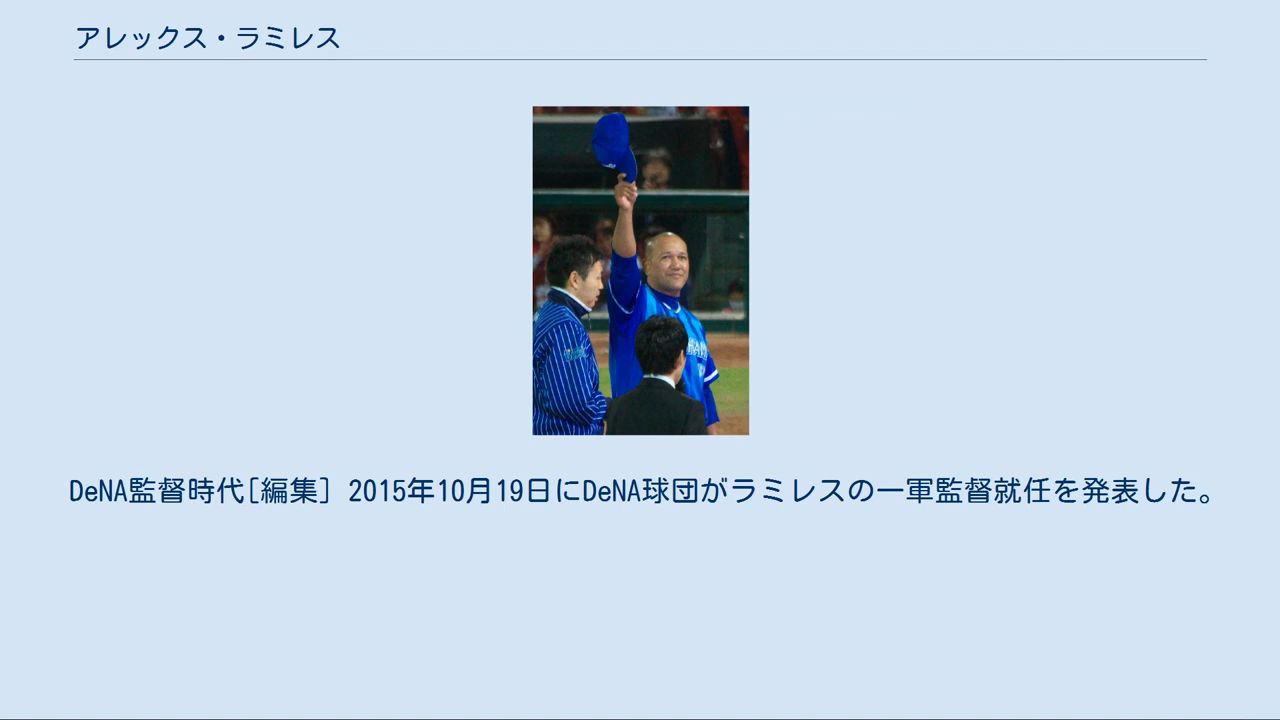 アレックス・ラミレス
DeNA監督時代[編集] 2015年10月19日にDeNA球団がラミレスの一軍監督就任を発表した。